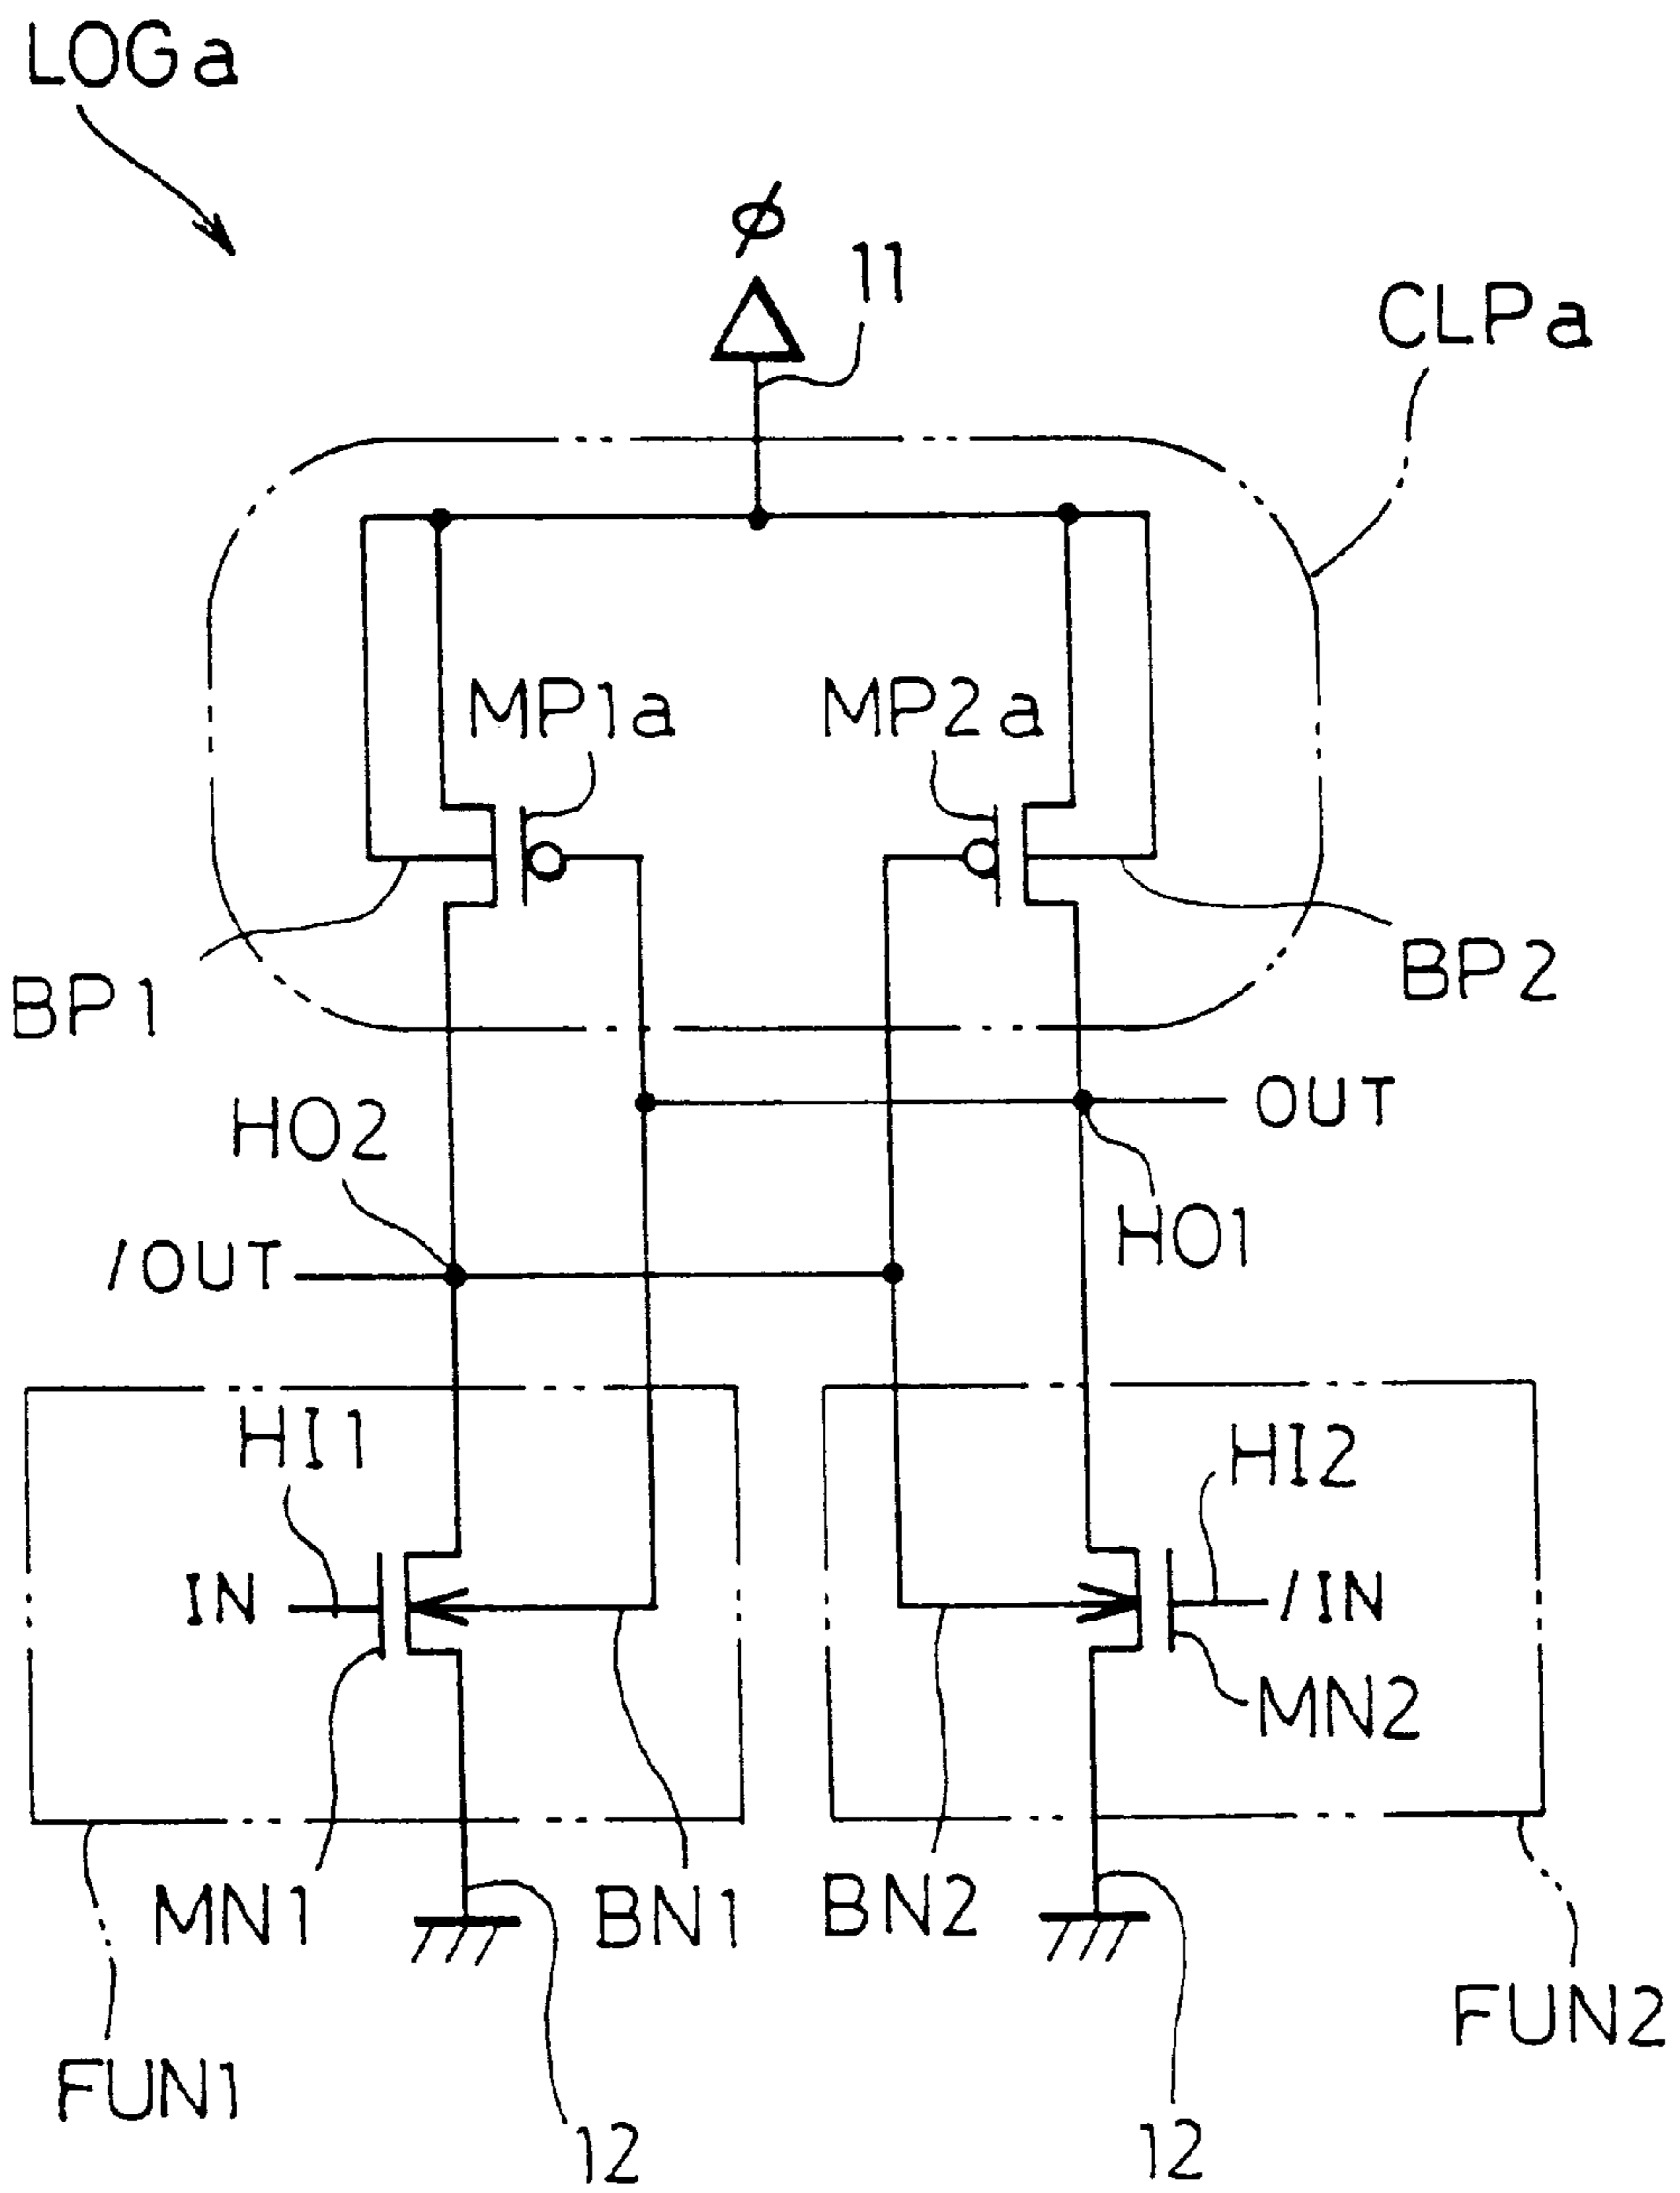 LOGa
ϕ
11
CLPa
MP1a
MP2a
BP1
BP2
OUT
HO2
HO1
/OUT
HI1
HI2
IN
/IN
MN2
MN1
BN1
BN2
FUN2
FUN1
12
12